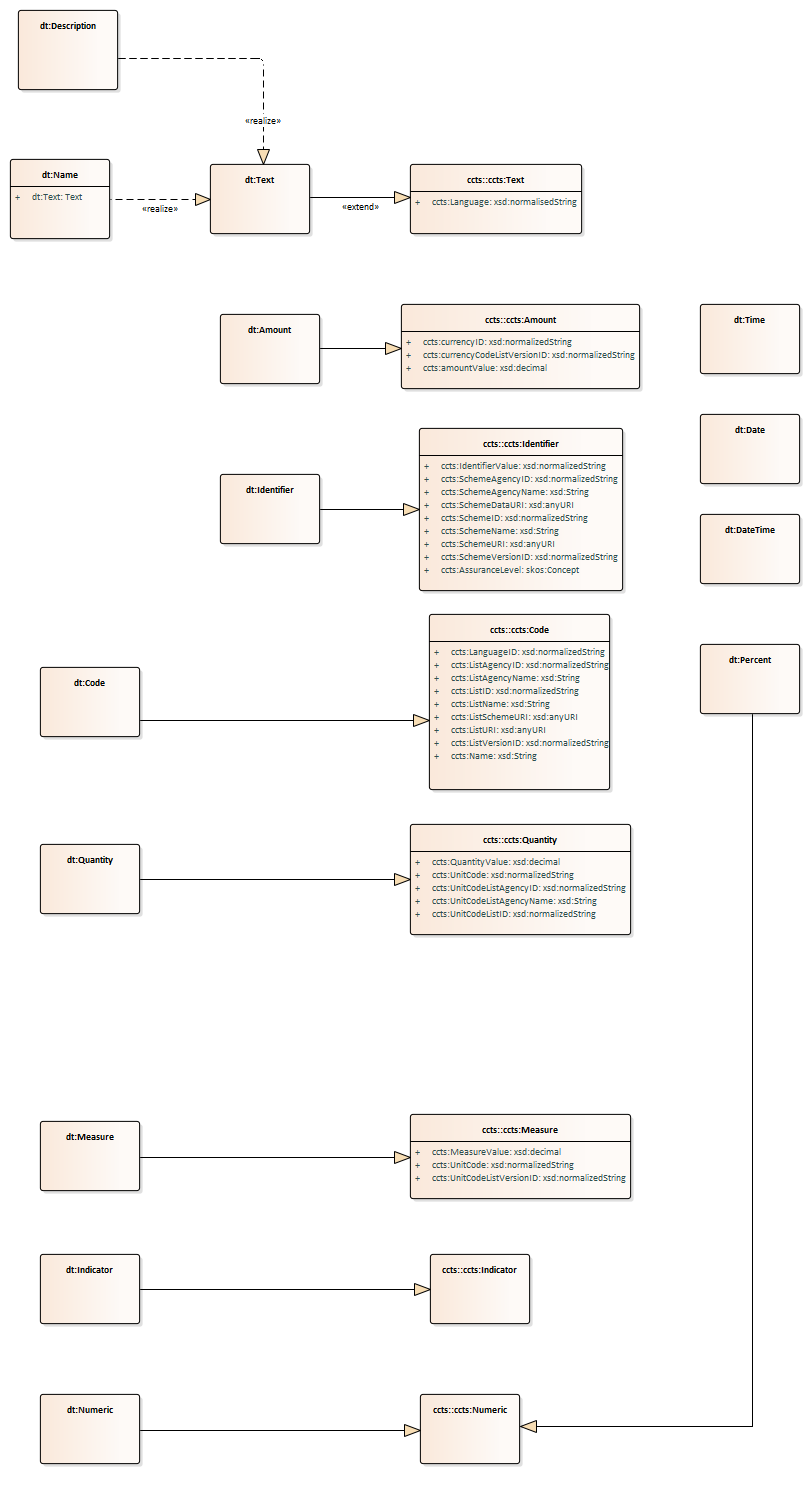 dt:Description
«realize»
dt:Name
+ dt:Text: Text
«realize»
dt:Text
«extend»
ccts::ccts:Text
+ ccts:Language: xsd:normalisedString
dt:Amount
ccts::ccts:Amount
+ ccts:currencyID: xsd:normalizedString
+ ccts:currencyCodeListVersionID: xsd:normalizedString
+ ccts:amountValue: xsd:decimal
dt:Time
dt:Date
dt:Identifier
ccts::ccts:Identifier
+ ccts:IdentifierValue: xsd:normalizedString
+ ccts:SchemeAgencyID: xsd:normalizedString
+ ccts:SchemeAgencyName: xsd:String
+ ccts:SchemeDataURI: xsd:anyURI
+ ccts:SchemeID: xsd:normalizedString
+ ccts:SchemeName: xsd:String
+ ccts:SchemeURI: xsd:anyURI
+ ccts:SchemeVersionID: xsd:normalizedString
+ ccts:AssuranceLevel: skos:Concept
dt:DateTime
dt:Code
ccts::ccts:Code
+ ccts:LanguageID: xsd:normalizedString
+ ccts:ListAgencyID: xsd:normalizedString
+ ccts:ListAgencyName: xsd:String
+ ccts:ListID: xsd:normalizedString
+ ccts:ListName: xsd:String
+ ccts:ListSchemeURI: xsd:anyURI
+ ccts:ListURI: xsd:anyURI
+ ccts:ListVersionID: xsd:normalizedString
+ ccts:Name: xsd:String
dt:Percent
dt:Quantity
ccts::ccts:Quantity
+ ccts:QuantityValue: xsd:decimal
+ ccts:UnitCode: xsd:normalizedString
+ ccts:UnitCodeListAgencyID: xsd:normalizedString
+ ccts:UnitCodeListAgencyName: xsd:String
+ ccts:UnitCodeListID: xsd:normalizedString
dt:Measure
ccts::ccts:Measure
+ ccts:MeasureValue: xsd:decimal
+ ccts:UnitCode: xsd:normalizedString
+ ccts:UnitCodeListVersionID: xsd:normalizedString
dt:Indicator
ccts::ccts:Indicator
dt:Numeric
ccts::ccts:Numeric